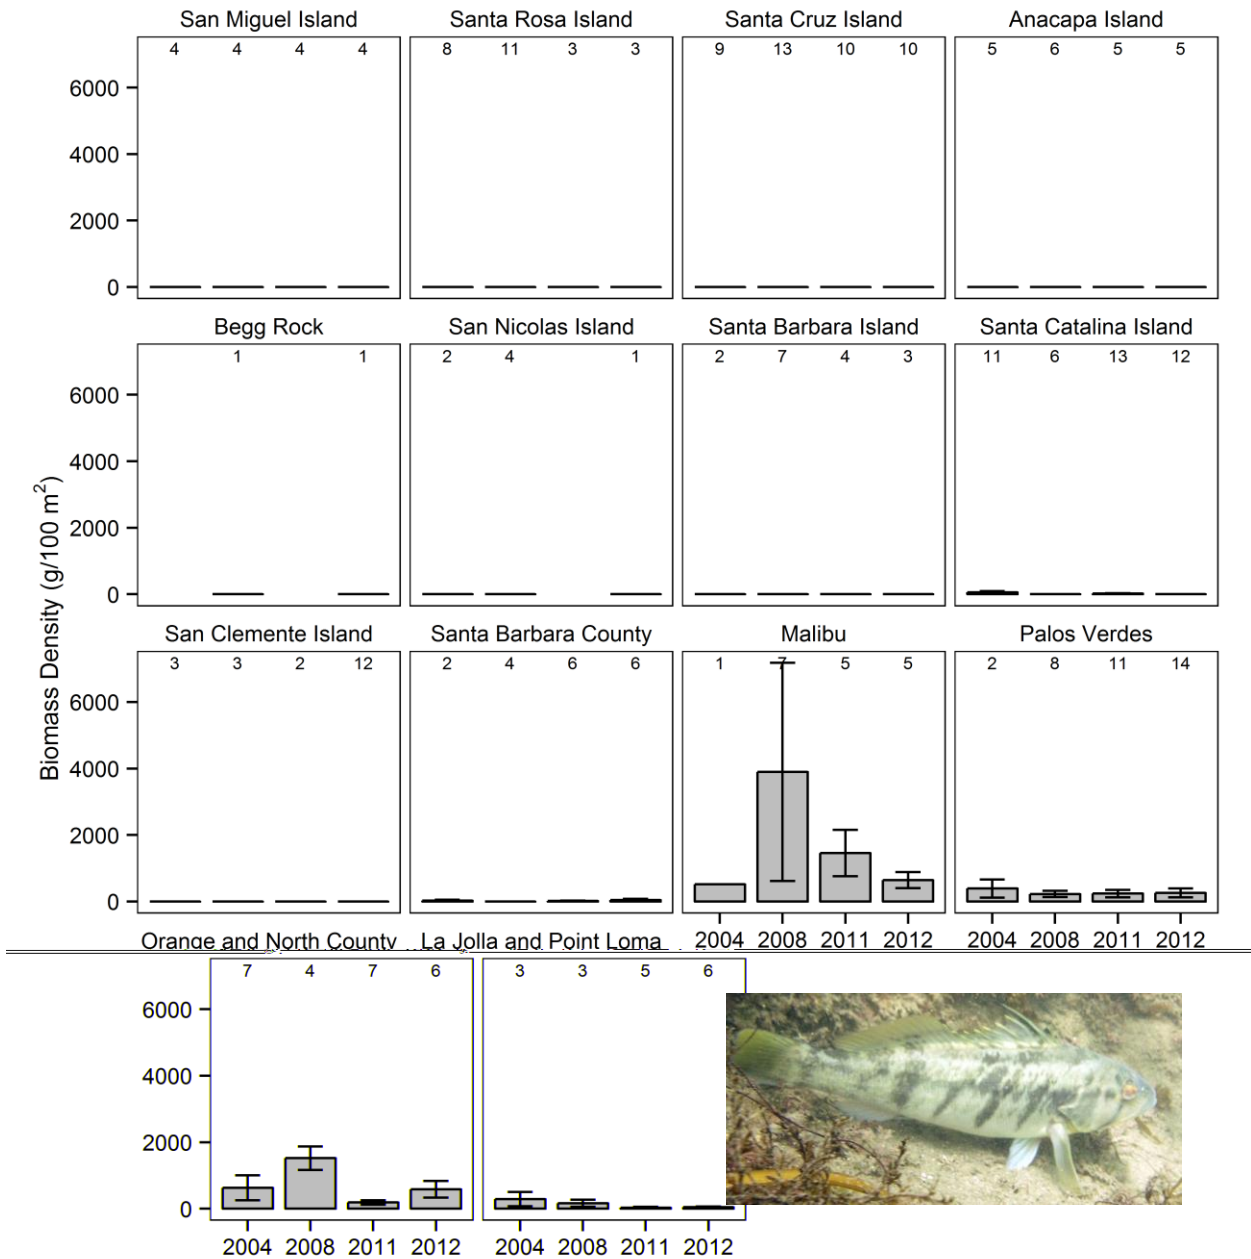 San Miguel Island Santa Rosa Island Santa Cruz Island Anacapa Island
4 4 4 4 8 11 3 3 9 13 10 10 5 6 5 5
6000
4000
2000
0
Begg Rock San Nicolas Island Santa Barbara Island Santa Catalina Island
1 1 2 4 1 2 7 4 3 11 6 13 12
6000
4000
2000
0
Biomass Density (g/100 m²)
San Clemente Island Santa Barbara County Malibu Palos Verdes
3 3 2 12 2 4 6 6 1 7 5 5 2 8 11 14
6000
4000
2000
0
2004 2008 2011 2012 2004 2008 2011 2012
Orange and North County La Jolla and Point Loma
7 4 7 6 3 3 5 6
6000
4000
2000
0
2004 2008 2011 2012 2004 2008 2011 2012